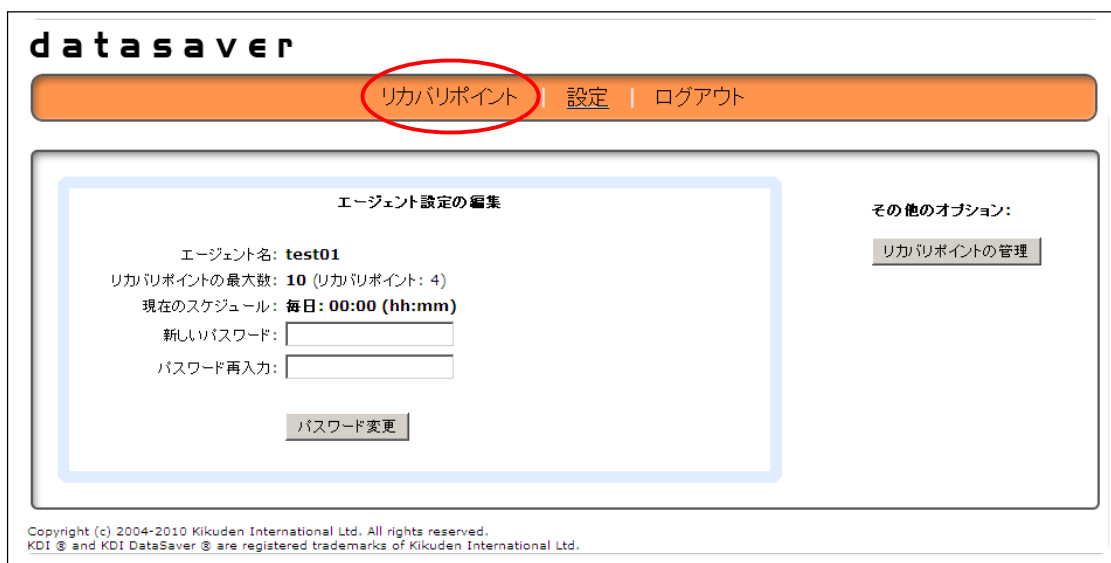 datasaver
リカバリポイント | 設定 | ログアウト
エージェント設定の編集
エージェント名: test01
リカバリポイントの最大数: 10 (リカバリポイント: 4)
現在のスケジュール: 毎日: 00:00 (hh:mm)
新しいパスワード:
パスワード再入力:
パスワード変更
その他のオプション:
リカバリポイントの管理
Copyright (c) 2004-2010 Kikuden International Ltd. All rights reserved.
KDI ® and KDI DataSaver ® are registered trademarks of Kikuden International Ltd.